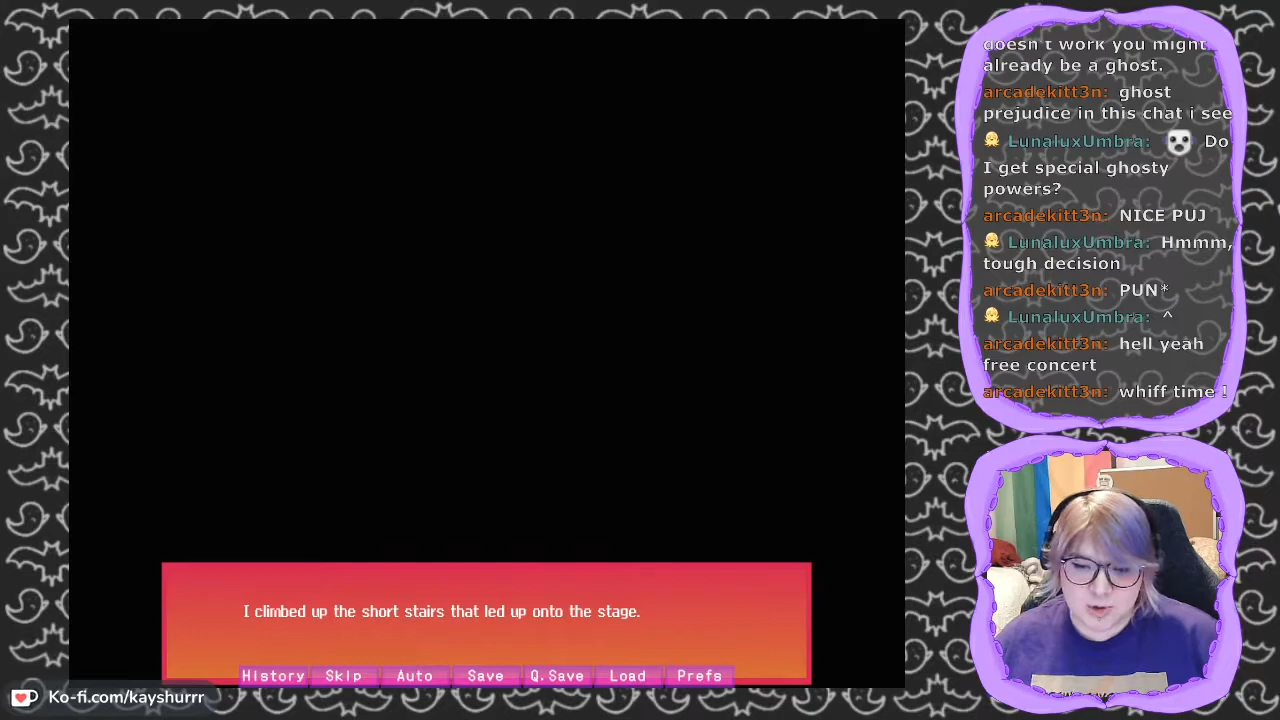 doesn't work you might
already be a ghost.
arcadekitt3n: ghost
prejudice in this chat i see
LunaluxUmbra: Do
I get special ghosty
powers?
arcadekitt3n: NICE PUJ
LunaluxUmbra: Hmmm,
tough decision
arcadekitt3n: PUN*
LunaluxUmbra: ^
arcadekitt3n: hell yeah
free concert
arcadekitt3n: whiff time !
I climbed up the short stairs that led up onto the stage.
History Skip Auto Save Q.Save Load Prefs
Ko-fi.com/kayshurrr